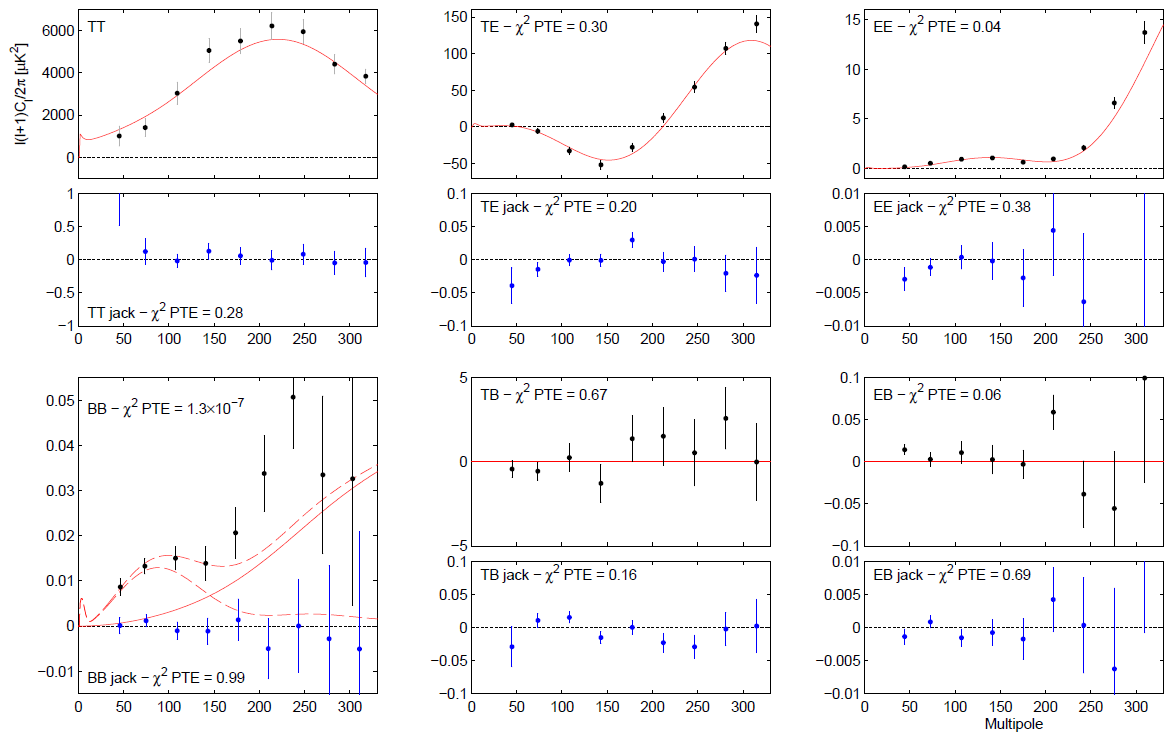 l(l+1)C_l/2π [μK²]
TT
6000
4000
2000
0
TE − χ² PTE = 0.30
150
100
50
0
−50
EE − χ² PTE = 0.04
15
10
5
0
1
0.5
0
−0.5
−1
TT jack − χ² PTE = 0.28
0 50 100 150 200 250 300
TE jack − χ² PTE = 0.20
0.1
0.05
0
−0.05
−0.1
0 50 100 150 200 250 300
EE jack − χ² PTE = 0.38
0.01
0.005
0
−0.005
−0.01
0 50 100 150 200 250 300
BB − χ² PTE = 1.3×10⁻⁷
0.05
0.04
0.03
0.02
0.01
0
−0.01
BB jack − χ² PTE = 0.99
0 50 100 150 200 250 300
TB − χ² PTE = 0.67
5
0
−5
EB − χ² PTE = 0.06
0.1
0.05
0
−0.05
−0.1
TB jack − χ² PTE = 0.16
0.1
0.05
0
−0.05
−0.1
0 50 100 150 200 250 300
EB jack − χ² PTE = 0.69
0.01
0.005
0
−0.005
−0.01
0 50 100 150 200 250 300
Multipole